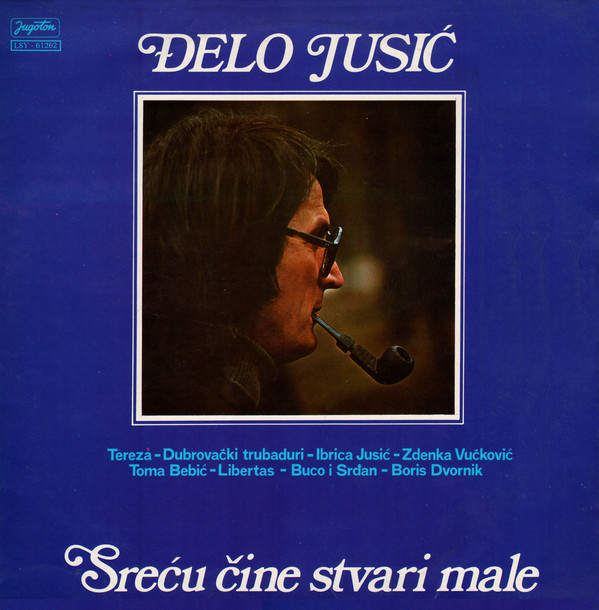 Jugoton
LSY - 61262
ĐELO JUSIĆ
Tereza - Dubrovački trubaduri - Ibrica Jusić - Zdenka Vučković
Toma Bebić - Libertas - Buco i Srđan - Boris Dvornik
Sreću čine stvari male